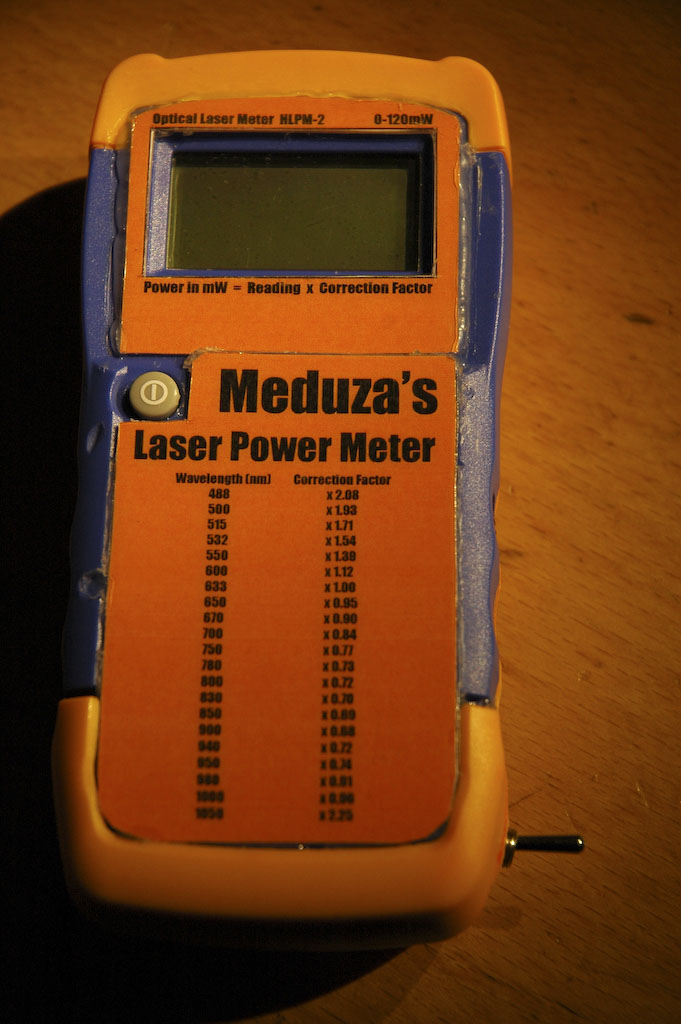 Optical Laser Meter HLPM-2 0-120mW
Power in mW = Reading x Correction Factor
Meduza's
Laser Power Meter
Wavelength (nm) Correction Factor
488 x 2.08
500 x 1.93
515 x 1.71
532 x 1.54
550 x 1.39
600 x 1.12
633 x 1.00
650 x 0.95
670 x 0.90
700 x 0.84
750 x 0.77
780 x 0.73
800 x 0.72
830 x 0.70
850 x 0.69
900 x 0.68
940 x 0.72
950 x 0.74
980 x 0.81
1000 x 0.90
1050 x 2.25